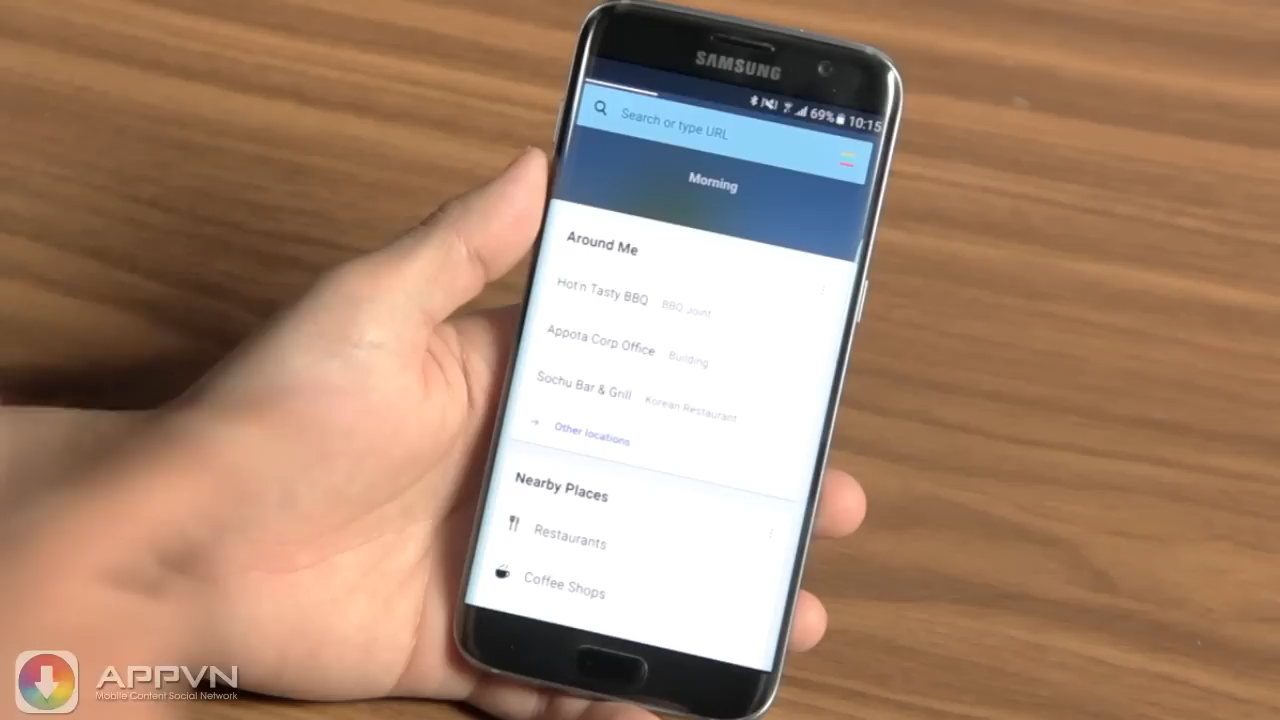 SAMSUNG
69% 10:15
Search or type URL
Morning
Around Me
Hot n Tasty BBQ BBQ Joint
Appota Corp Office Building
Sochu Bar & Grill Korean Restaurant
Other locations
Nearby Places
Restaurants
Coffee Shops
APPVN
Mobile Content Social Network